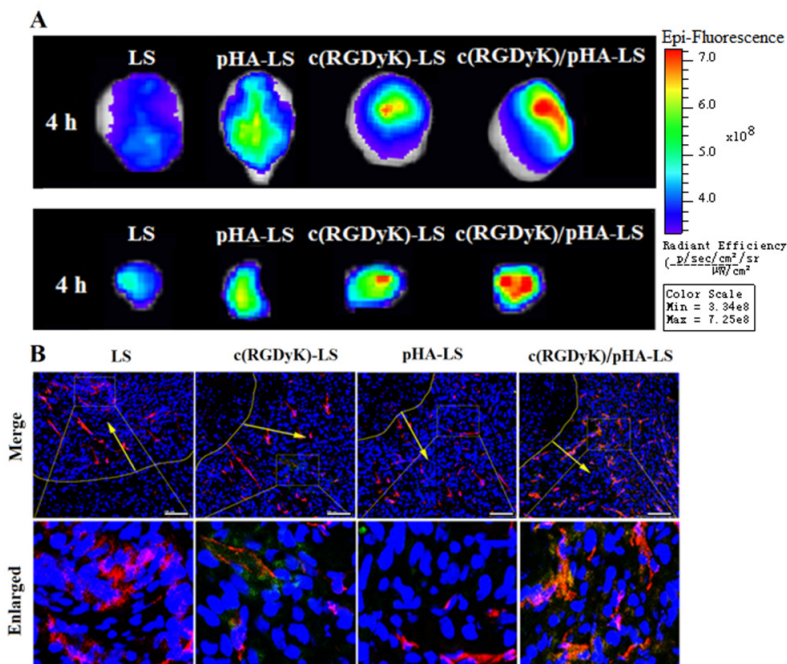 A
Epi-Fluorescence
LS pHA-LS c(RGDyK)-LS c(RGDyK)/pHA-LS
4 h
7.0
6.0
x10⁸
5.0
4.0
LS pHA-LS c(RGDyK)-LS c(RGDyK)/pHA-LS
4 h
Radiant Efficiency
(p/sec/cm²/sr
µW/cm²
Color Scale
Min = 3.34e8
Max = 7.25e8
B
LS c(RGDyK)-LS pHA-LS c(RGDyK)/pHA-LS
Merge
Enlarged